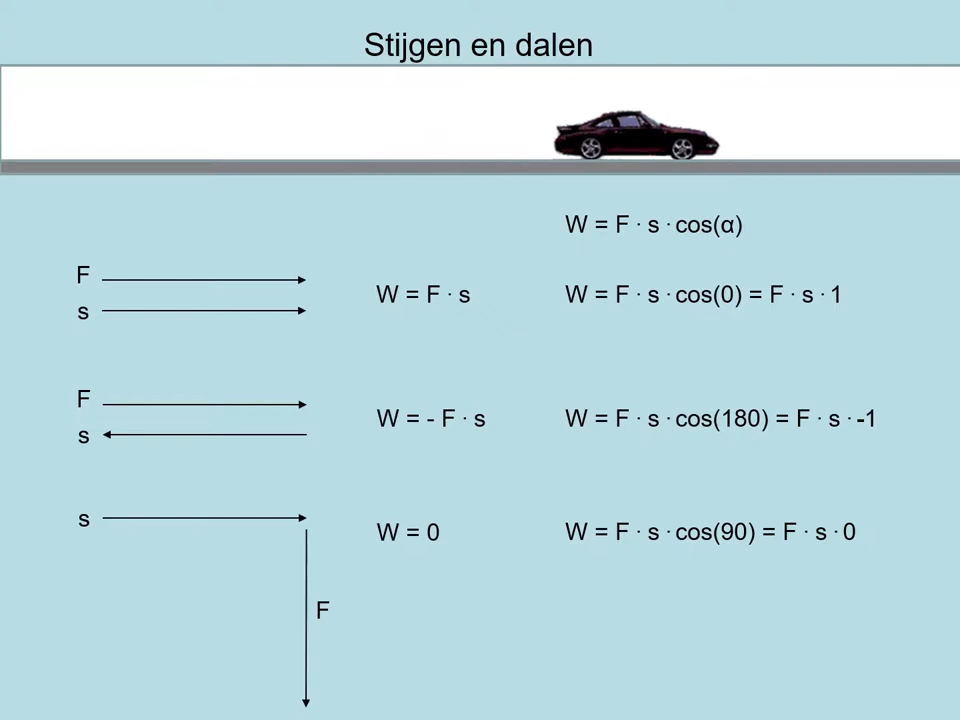 Stijgen en dalen
W = F · s · cos(α)
F
s
W = F · s
W = F · s · cos(0) = F · s · 1
F
s
W = - F · s
W = F · s · cos(180) = F · s · -1
s
W = 0
W = F · s · cos(90) = F · s · 0
F